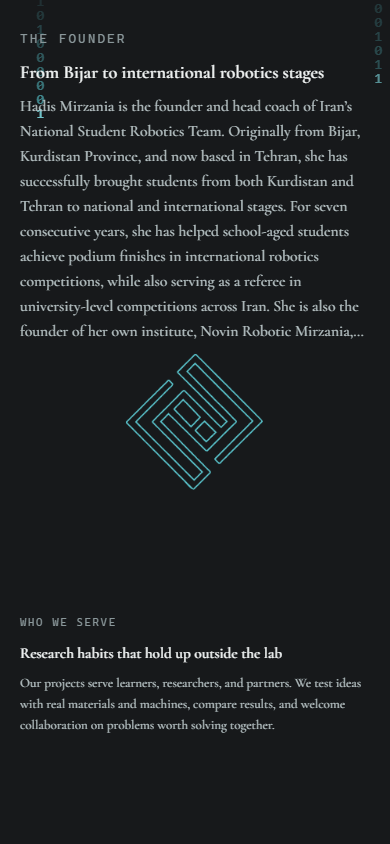 THE FOUNDER
From Bijar to international robotics stages
Hadis Mirzania is the founder and head coach of Iran’s
National Student Robotics Team. Originally from Bijar,
Kurdistan Province, and now based in Tehran, she has
successfully brought students from both Kurdistan and
Tehran to national and international stages. For seven
consecutive years, she has helped school-aged students
achieve podium finishes in international robotics
competitions, while also serving as a referee in
university-level competitions across Iran. She is also the
founder of her own institute, Novin Robotic Mirzania,...
WHO WE SERVE
Research habits that hold up outside the lab
Our projects serve learners, researchers, and partners. We test ideas
with real materials and machines, compare results, and welcome
collaboration on problems worth solving together.